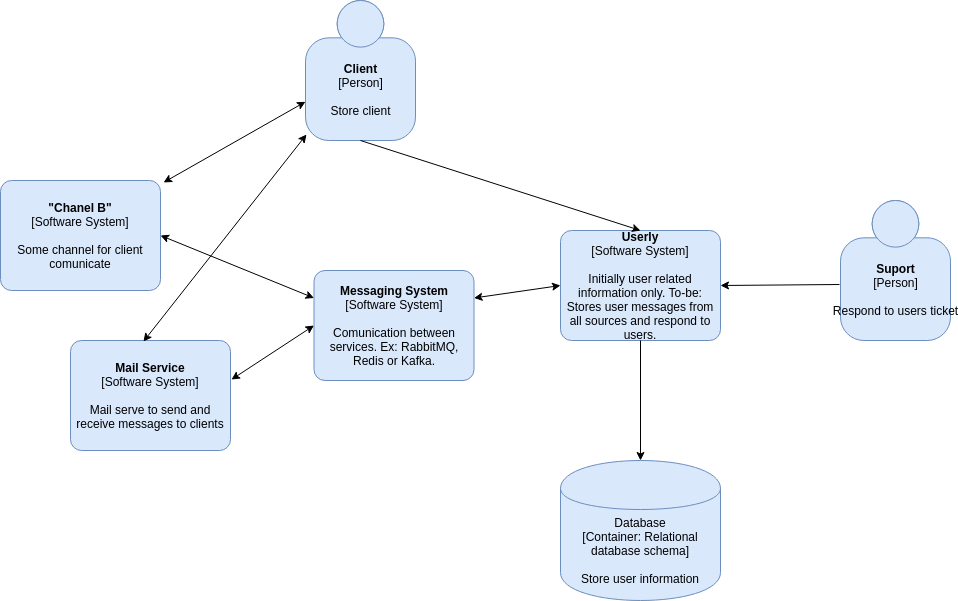 Client
[Person]
Store client
"Chanel B"
[Software System]
Some channel for client
comunicate
Userly
[Software System]
Initially user related
information only. To-be:
Stores user messages from
all sources and respond to
users.
Suport
[Person]
Respond to users ticket
Messaging System
[Software System]
Comunication between
services. Ex: RabbitMQ,
Redis or Kafka.
Mail Service
[Software System]
Mail serve to send and
receive messages to clients
Database
[Container: Relational
database schema]
Store user information